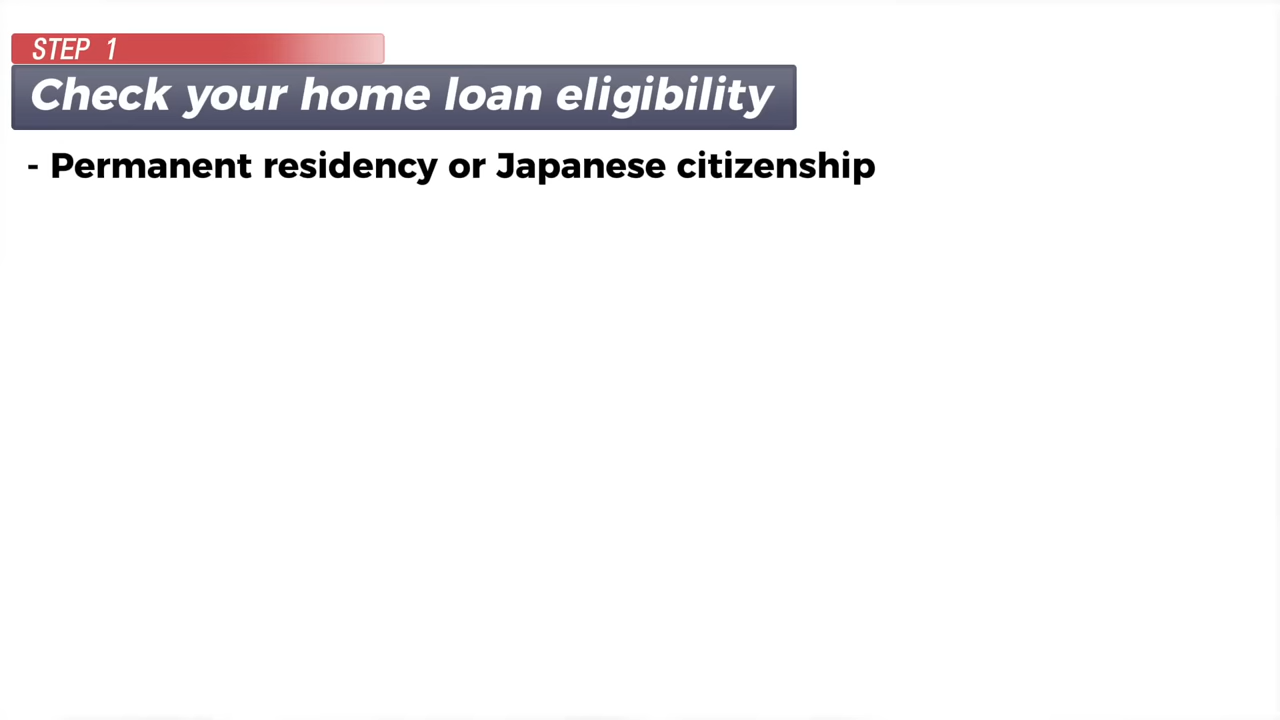 STEP 1
Check your home loan eligibility
- Permanent residency or Japanese citizenship